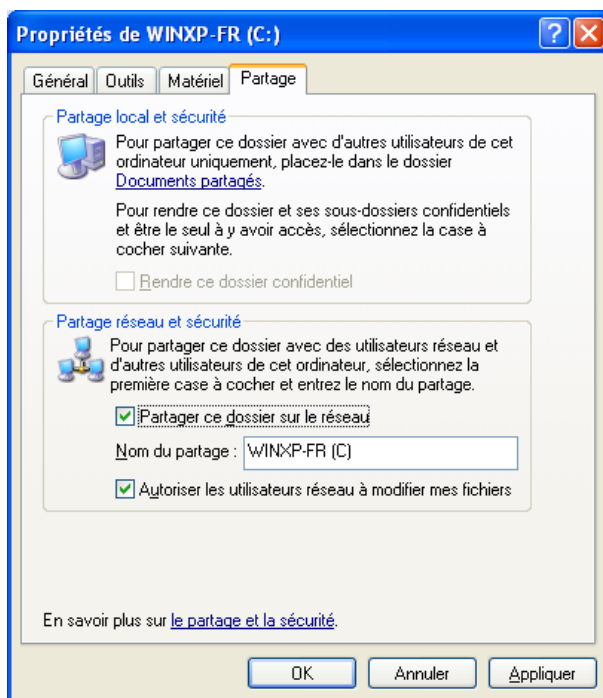 Propriétés de WINXP-FR (C:)
Général Outils Matériel Partage
Partage local et sécurité
Pour partager ce dossier avec d'autres utilisateurs de cet
ordinateur uniquement, placez-le dans le dossier
Documents partagés.
Pour rendre ce dossier et ses sous-dossiers confidentiels
et être le seul à y avoir accès, sélectionnez la case à
cocher suivante.
Rendre ce dossier confidentiel
Partage réseau et sécurité
Pour partager ce dossier avec des utilisateurs réseau et
d'autres utilisateurs de cet ordinateur, sélectionnez la
première case à cocher et entrez le nom du partage.
Partager ce dossier sur le réseau
Nom du partage : WINXP-FR (C)
Autoriser les utilisateurs réseau à modifier mes fichiers
En savoir plus sur le partage et la sécurité.
OK Annuler Appliquer